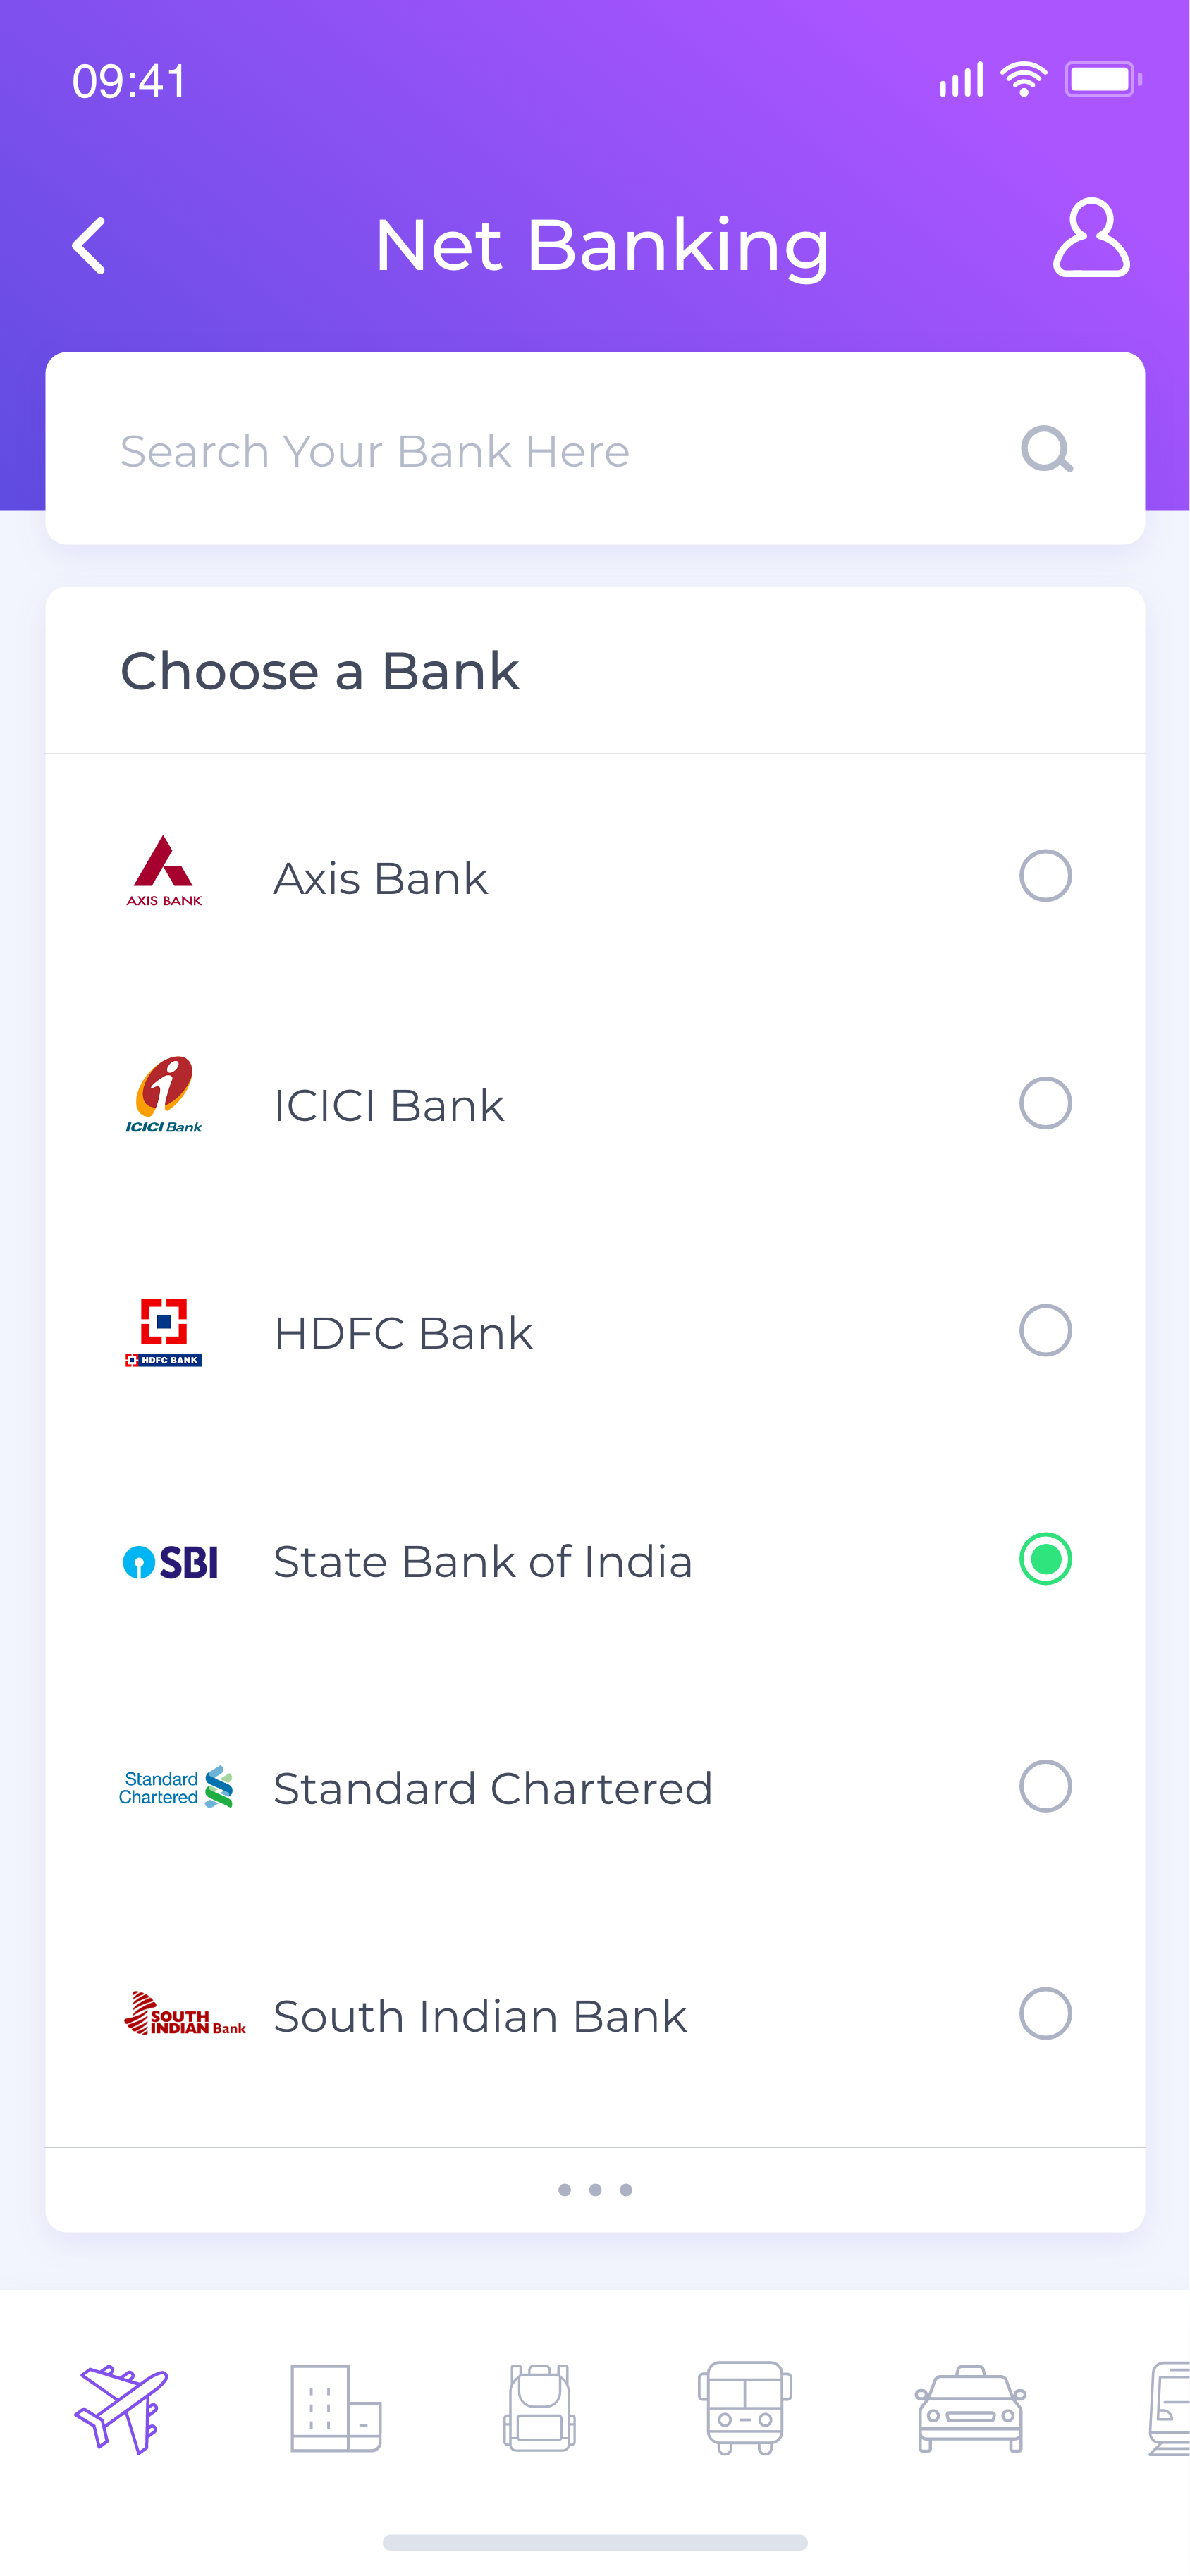 09:41
Net Banking
Search Your Bank Here
Choose a Bank
AXIS BANK
Axis Bank
i
ICICI Bank
ICICI Bank
HDFC BANK
HDFC Bank
SBI
State Bank of India
Standard
Chartered
Standard Chartered
SOUTH
INDIAN Bank
South Indian Bank